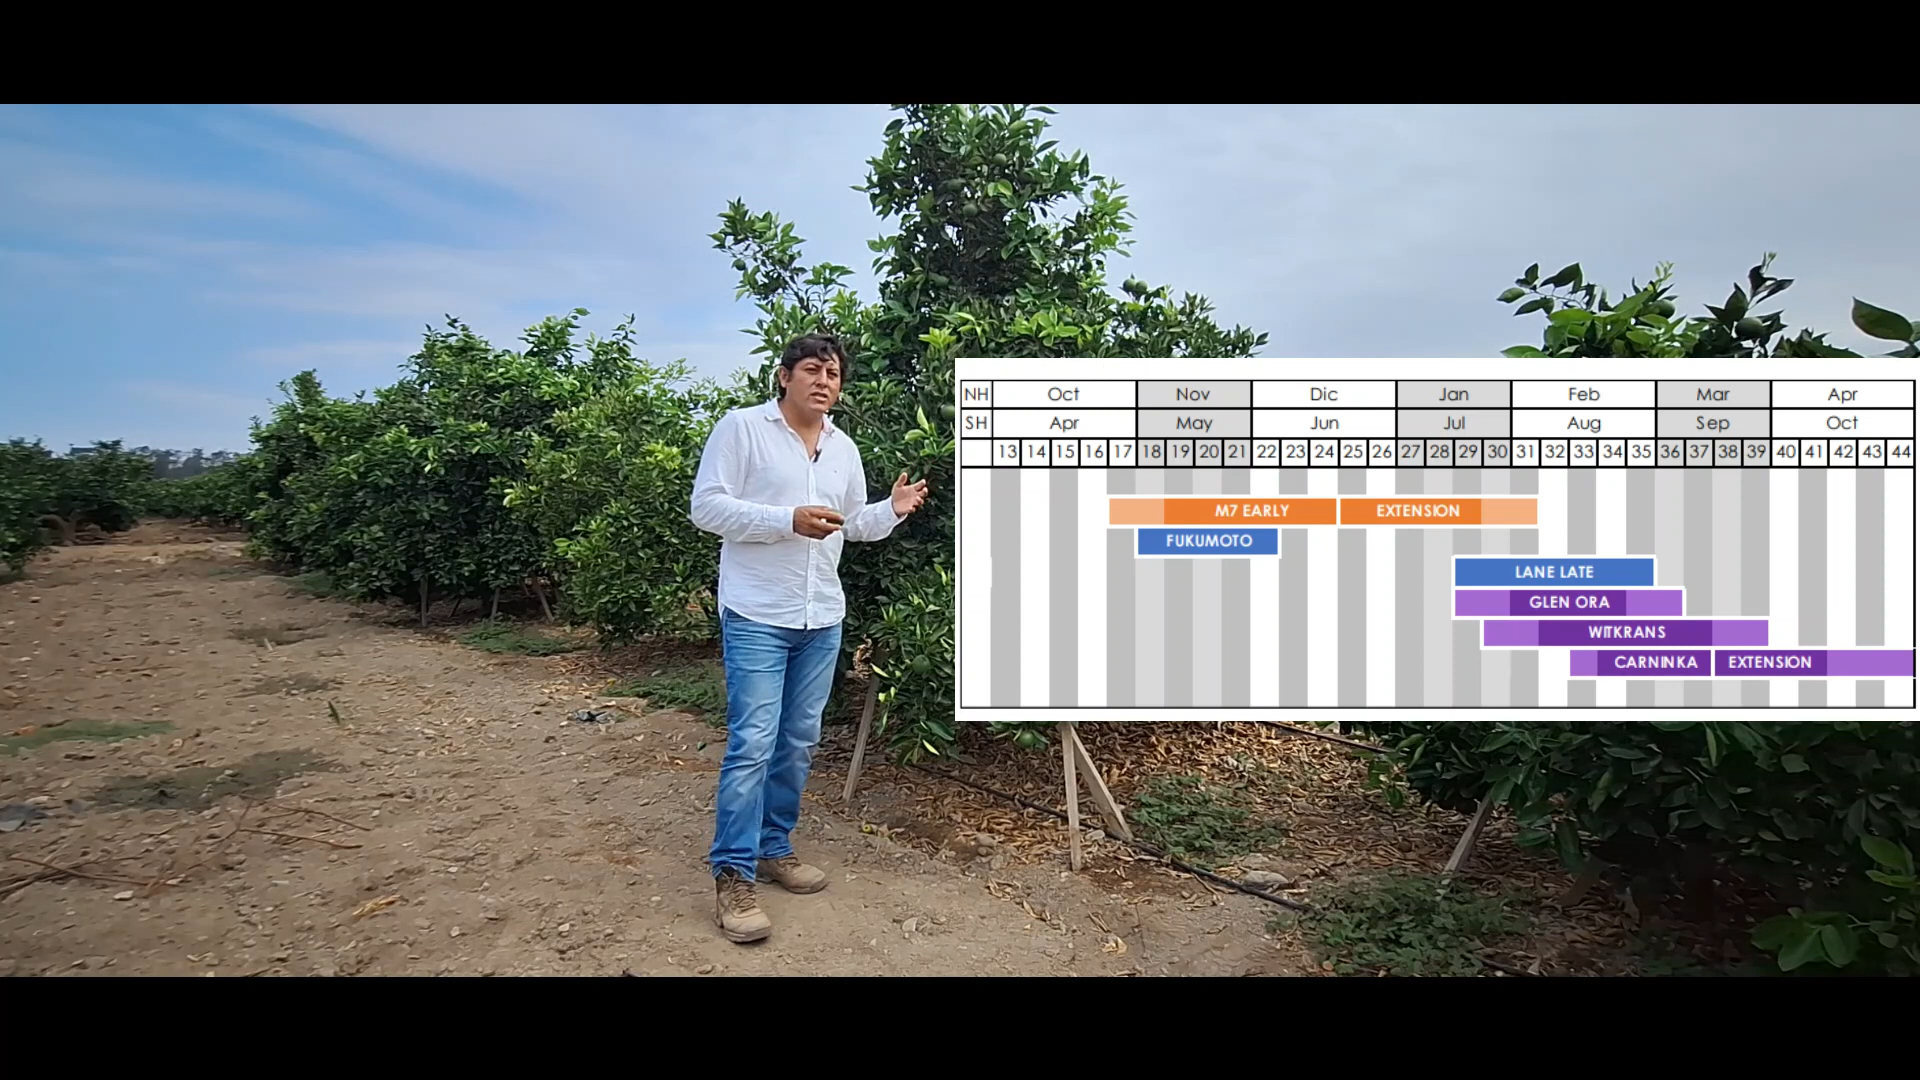 NH Oct Nov Dic Jan Feb Mar Apr
SH Apr May Jun Jul Aug Sep Oct
13 14 15 16 17 18 19 20 21 22 23 24 25 26 27 28 29 30 31 32 33 34 35 36 37 38 39 40 41 42 43 44
M7 EARLY EXTENSION
FUKUMOTO
LANE LATE
GLEN ORA
WITKRANS
CARNINKA EXTENSION